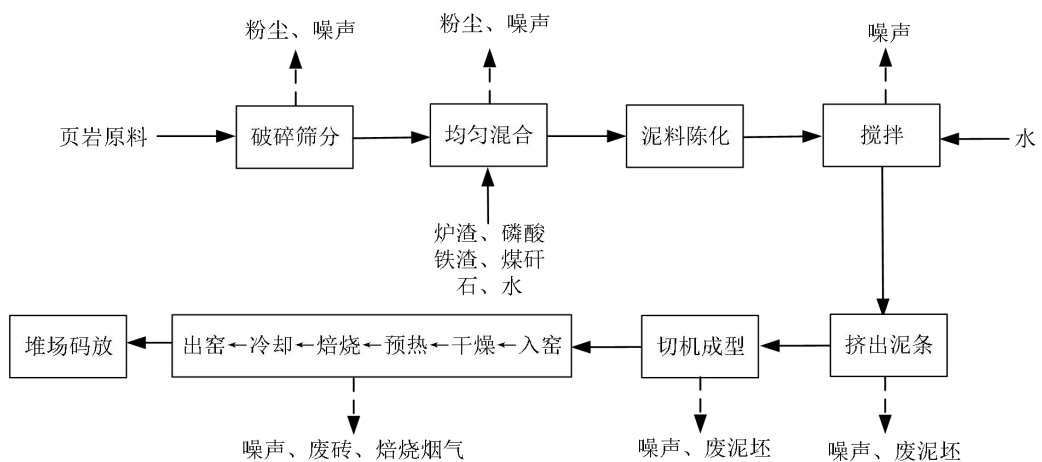 粉尘、噪声
粉尘、噪声
噪声
页岩原料
破碎筛分
均匀混合
泥料陈化
搅拌
水
炉渣、磷酸
铁渣、煤矸
石、水
堆场码放
出窑←冷却←焙烧←预热←干燥←入窑
切机成型
挤出泥条
噪声、废砖、焙烧烟气
噪声、废泥坯
噪声、废泥坯